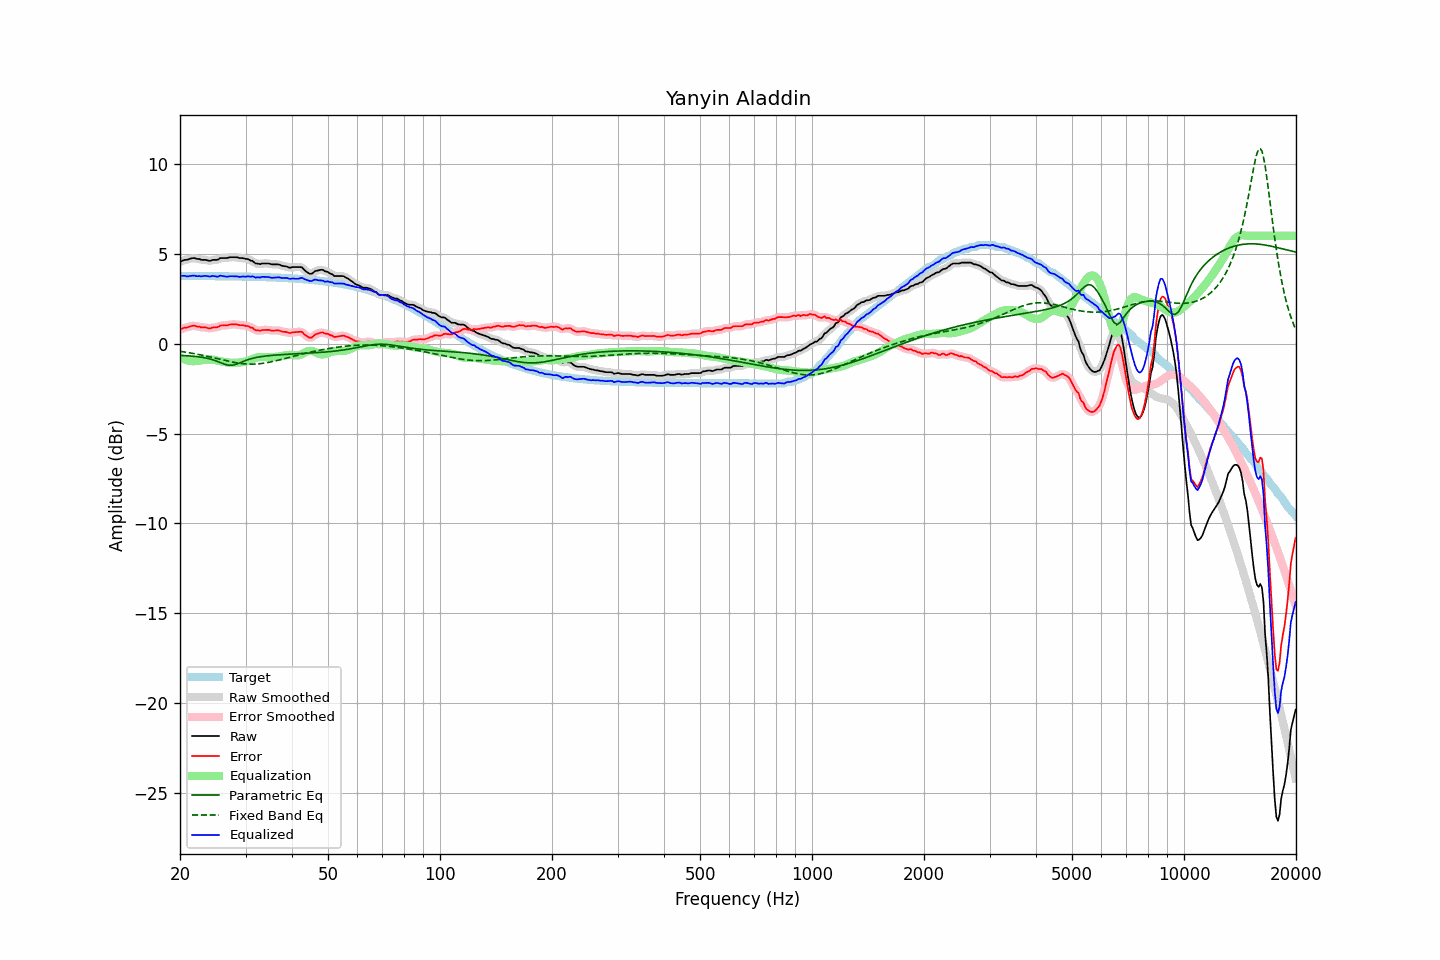 Yanyin Aladdin
10
5
0
−5
−10
−15
−20
−25
Amplitude (dBr)
Target
Raw Smoothed
Error Smoothed
Raw
Error
Equalization
Parametric Eq
Fixed Band Eq
Equalized
20 50 100 200 500 1000 2000 5000 10000 20000
Frequency (Hz)